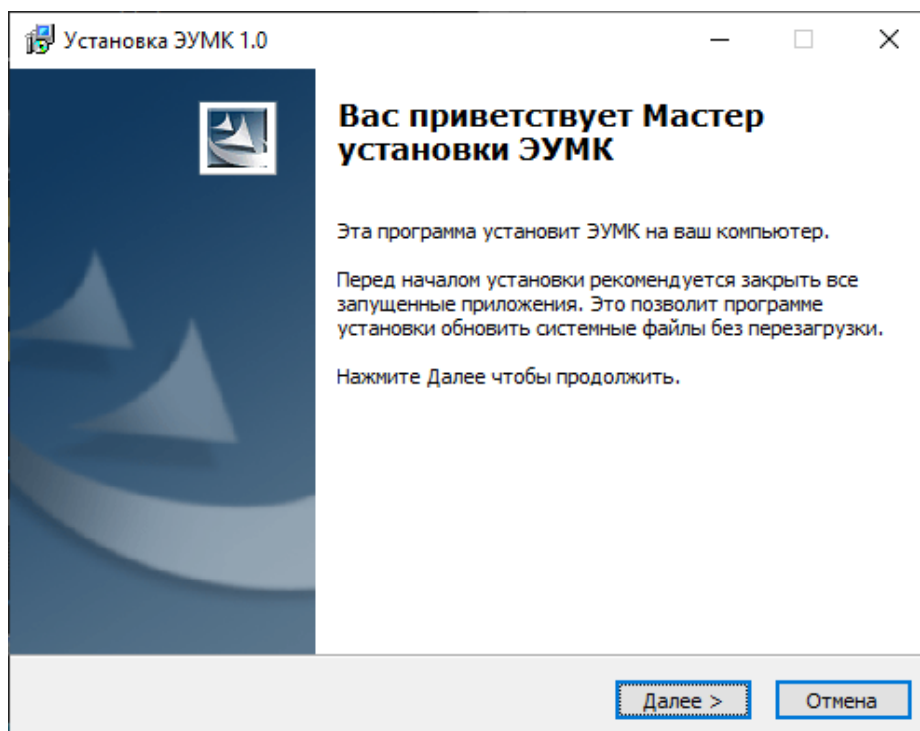 Установка ЭУМК 1.0
Вас приветствует Мастер
установки ЭУМК
Эта программа установит ЭУМК на ваш компьютер.
Перед началом установки рекомендуется закрыть все
запущенные приложения. Это позволит программе
установки обновить системные файлы без перезагрузки.
Нажмите Далее чтобы продолжить.
Далее >
Отмена